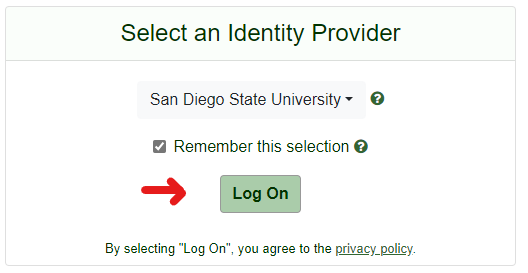 Select an Identity Provider
San Diego State University
Remember this selection
Log On
By selecting "Log On", you agree to the privacy policy.